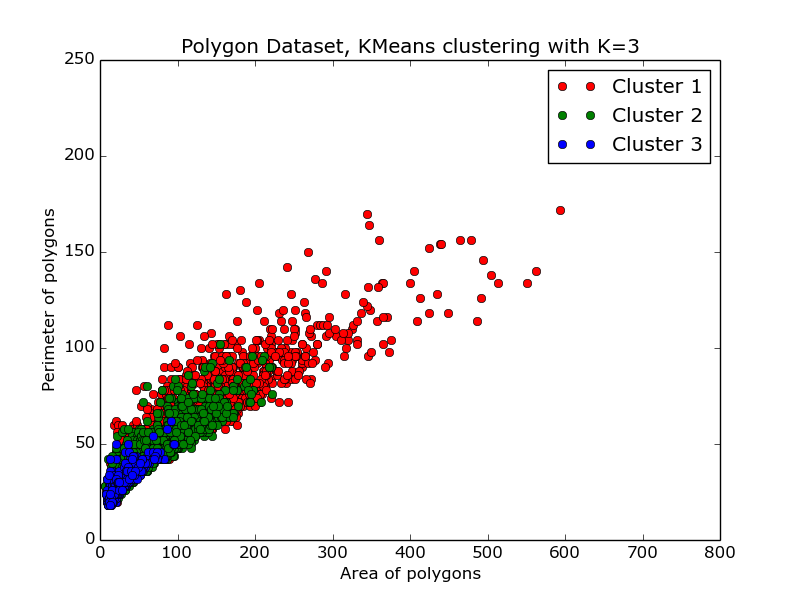 Polygon Dataset, KMeans clustering with K=3
250
200
150
100
50
0
Perimeter of polygons
Cluster 1
Cluster 2
Cluster 3
0 100 200 300 400 500 600 700 800
Area of polygons